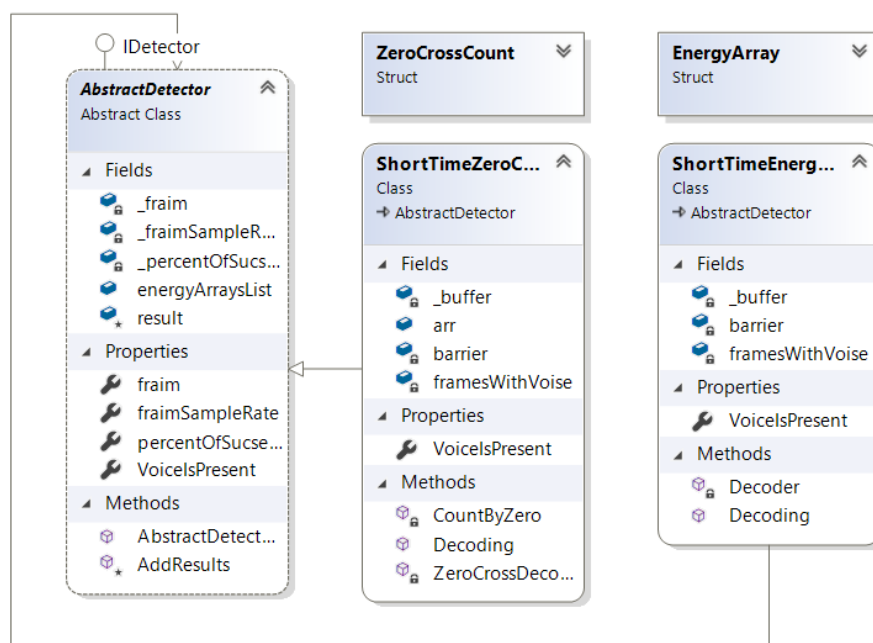 IDetector
AbstractDetector
Abstract Class
Fields
_fraim
_fraimSampleR...
_percentOfSucs...
energyArraysList
result
Properties
fraim
fraimSampleRate
percentOfSucse...
VoiceIsPresent
Methods
AbstractDetect...
AddResults
ZeroCrossCount
Struct
ShortTimeZeroC...
Class
AbstractDetector
Fields
_buffer
arr
barrier
framesWithVoise
Properties
VoiceIsPresent
Methods
CountByZero
Decoding
ZeroCrossDeco...
EnergyArray
Struct
ShortTimeEnerg...
Class
AbstractDetector
Fields
_buffer
barrier
framesWithVoise
Properties
VoiceIsPresent
Methods
Decoder
Decoding